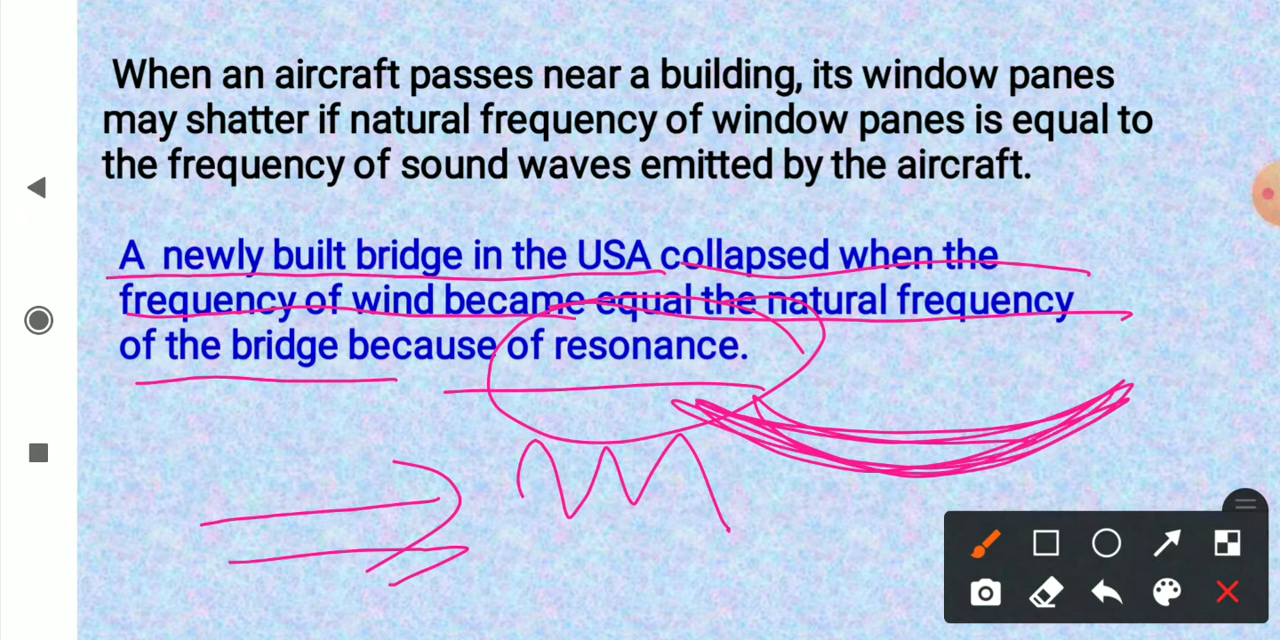 When an aircraft passes near a building, its window panes
may shatter if natural frequency of window panes is equal to
the frequency of sound waves emitted by the aircraft.
A newly built bridge in the USA collapsed when the
frequency of wind became equal the natural frequency
of the bridge because of resonance.